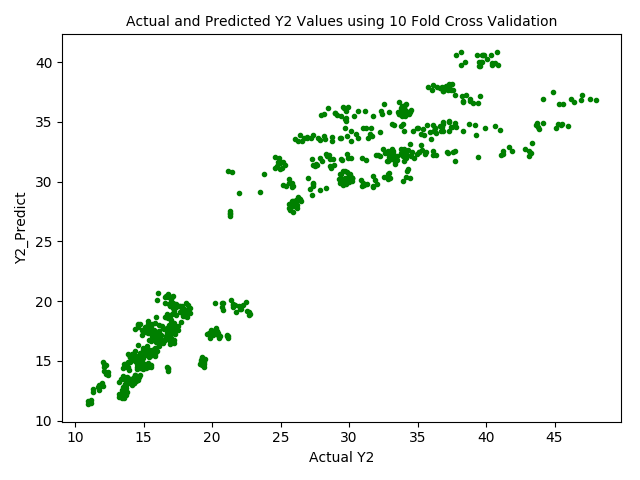 Actual and Predicted Y2 Values using 10 Fold Cross Validation
40
35
30
25
20
15
10
Y2_Predict
10 15 20 25 30 35 40 45
Actual Y2